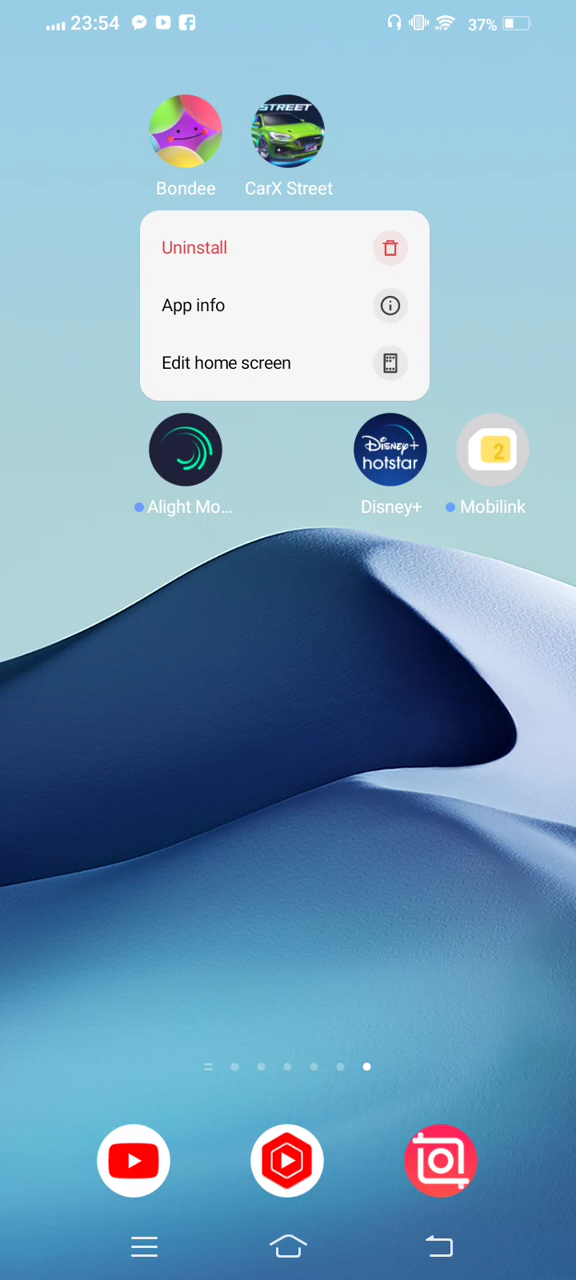 23:54
37%
STREET
Bondee
CarX Street
Uninstall
App info
Edit home screen
Disney+
hotstar
2
Alight Mo...
Disney+
Mobilink